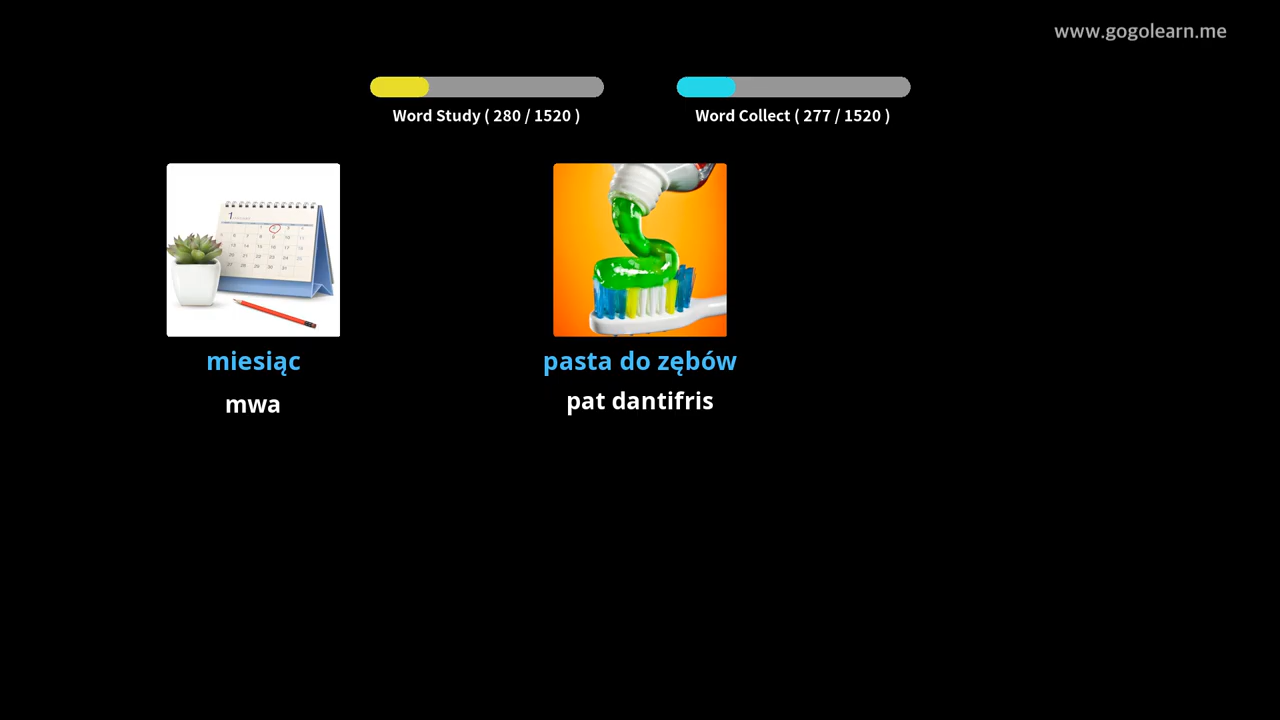 www.gogolearn.me
Word Study ( 280 / 1520 )
Word Collect ( 277 / 1520 )
miesiąc
pasta do zębów
mwa
pat dantifris